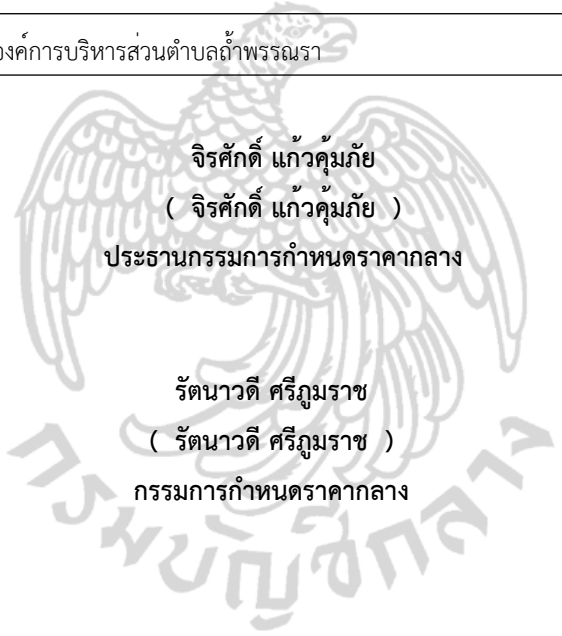 องค์การบริหารส่วนตำบลถ้ำพรรณรา
จิรศักดิ์ แก้วคุ้มภัย
( จิรศักดิ์ แก้วคุ้มภัย )
ประธานกรรมการกำหนดราคากลาง
รัตนาวดี ศรีภูมราช
( รัตนาวดี ศรีภูมราช )
กรรมการกำหนดราคากลาง
กรมบัญชีกลาง